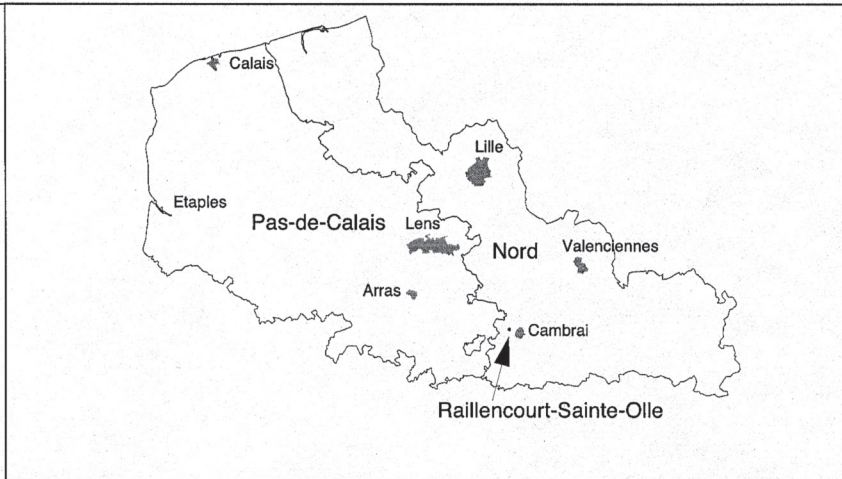 Calais
Lille
Etaples
Pas-de-Calais
Lens
Nord
Valenciennes
Arras
Cambrai
Raillencourt-Sainte-Olle